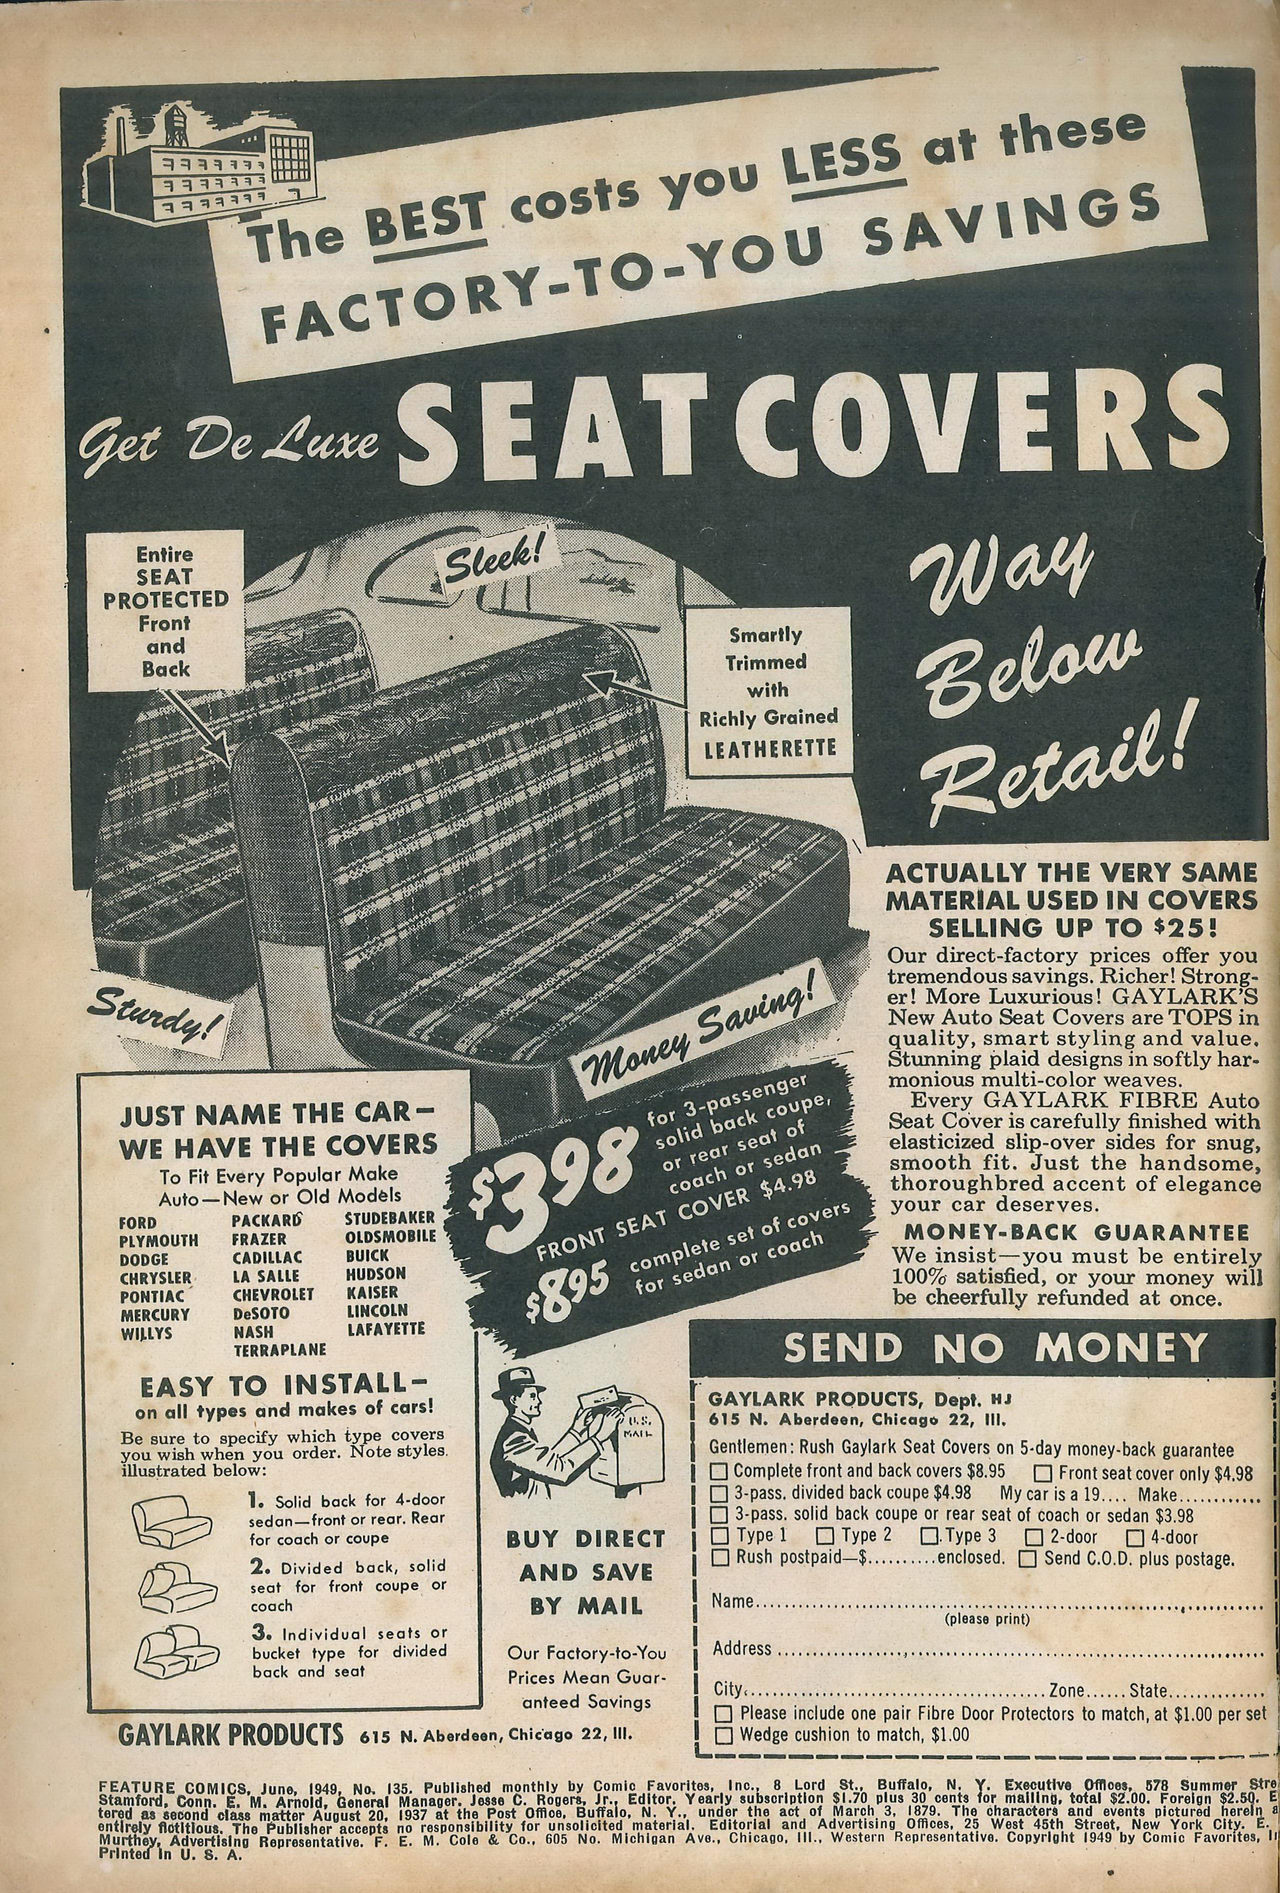 The BEST costs you LESS at these
FACTORY-TO-YOU SAVINGS
Get De Luxe SEAT COVERS
Way
Below
Retail!
Entire
SEAT
PROTECTED
Front
and
Back
Sleek!
Smartly
Trimmed
with
Richly Grained
LEATHERETTE
Sturdy!
Money Saving!
ACTUALLY THE VERY SAME
MATERIAL USED IN COVERS
SELLING UP TO $25!
Our direct-factory prices offer you
tremendous savings. Richer! Strong-
er! More Luxurious! GAYLARK'S
New Auto Seat Covers are TOPS in
quality, smart styling and value.
Stunning plaid designs in softly har-
monious multi-color weaves.
Every GAYLARK FIBRE Auto
Seat Cover is carefully finished with
elasticized slip-over sides for snug,
smooth fit. Just the handsome,
thoroughbred accent of elegance
your car deserves.
MONEY-BACK GUARANTEE
We insist—you must be entirely
100% satisfied, or your money will
be cheerfully refunded at once.
$3 98 for 3-passenger
solid back coupe,
or rear seat of
coach or sedan
FRONT SEAT COVER $4.98
$8 95 complete set of covers
for sedan or coach
JUST NAME THE CAR—
WE HAVE THE COVERS
To Fit Every Popular Make
Auto—New or Old Models
FORD PACKARD STUDEBAKER
PLYMOUTH FRAZER OLDSMOBILE
DODGE CADILLAC BUICK
CHRYSLER LA SALLE HUDSON
PONTIAC CHEVROLET KAISER
MERCURY DeSOTO LINCOLN
WILLYS NASH LAFAYETTE
TERRAPLANE
EASY TO INSTALL—
on all types and makes of cars!
Be sure to specify which type covers
you wish when you order. Note styles.
illustrated below:
1. Solid back for 4-door
sedan—front or rear. Rear
for coach or coupe
2. Divided back, solid
seat for front coupe or
coach
3. Individual seats or
bucket type for divided
back and seat
U.S.
MAIL
BUY DIRECT
AND SAVE
BY MAIL
Our Factory-to-You
Prices Mean Guar-
anteed Savings
GAYLARK PRODUCTS 615 N. Aberdeen, Chicago 22, Ill.
SEND NO MONEY
GAYLARK PRODUCTS, Dept. HJ
615 N. Aberdeen, Chicago 22, Ill.
Gentlemen: Rush Gaylark Seat Covers on 5-day money-back guarantee
Complete front and back covers $8.95 Front seat cover only $4.98
3-pass. divided back coupe $4.98 My car is a 19.... Make............
3-pass. solid back coupe or rear seat of coach or sedan $3.98
Type 1 Type 2 Type 3 2-door 4-door
Rush postpaid—$..........enclosed. Send C.O.D. plus postage.
Name..........
(please print)
Address ..........
City.......... Zone...... State..............
Please include one pair Fibre Door Protectors to match, at $1.00 per set
Wedge cushion to match, $1.00
FEATURE COMICS, June, 1949, No. 135. Published monthly by Comic Favorites, Inc., 8 Lord St., Buffalo, N. Y. Executive Offices, 578 Summer Stre
Stamford, Conn. E. M. Arnold, General Manager. Jesse C. Rogers, Jr., Editor. Yearly subscription $1.70 plus 30 cents for mailing, total $2.00. Foreign $2.50. E
tered as second class matter August 20, 1937 at the Post Office, Buffalo, N. Y., under the act of March 3, 1879. The characters and events pictured herein a
entirely fictitious. The Publisher accepts no responsibility for unsolicited material. Editorial and Advertising Offices, 25 West 45th Street, New York City. E.
Murthey, Advertising Representative. F. E. M. Cole & Co., 605 No. Michigan Ave., Chicago, Ill., Western Representative. Copyright 1949 by Comic Favorites, I
Printed in U. S. A.